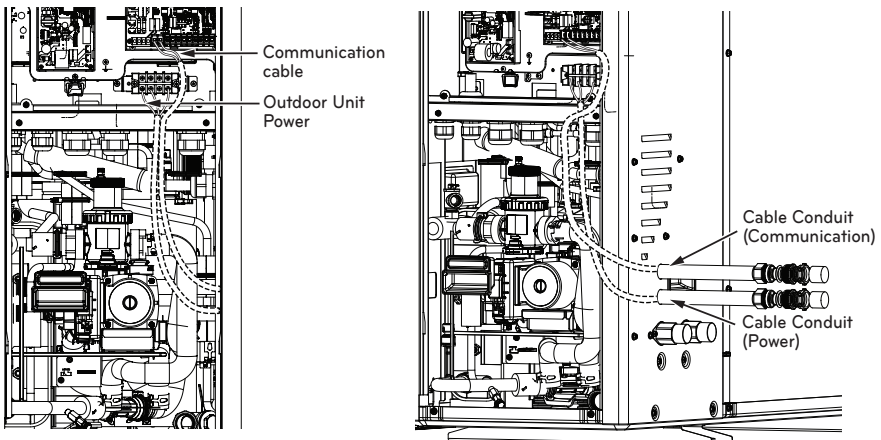 Communication
cable
Outdoor Unit
Power
Cable Conduit
(Communication)
Cable Conduit
(Power)